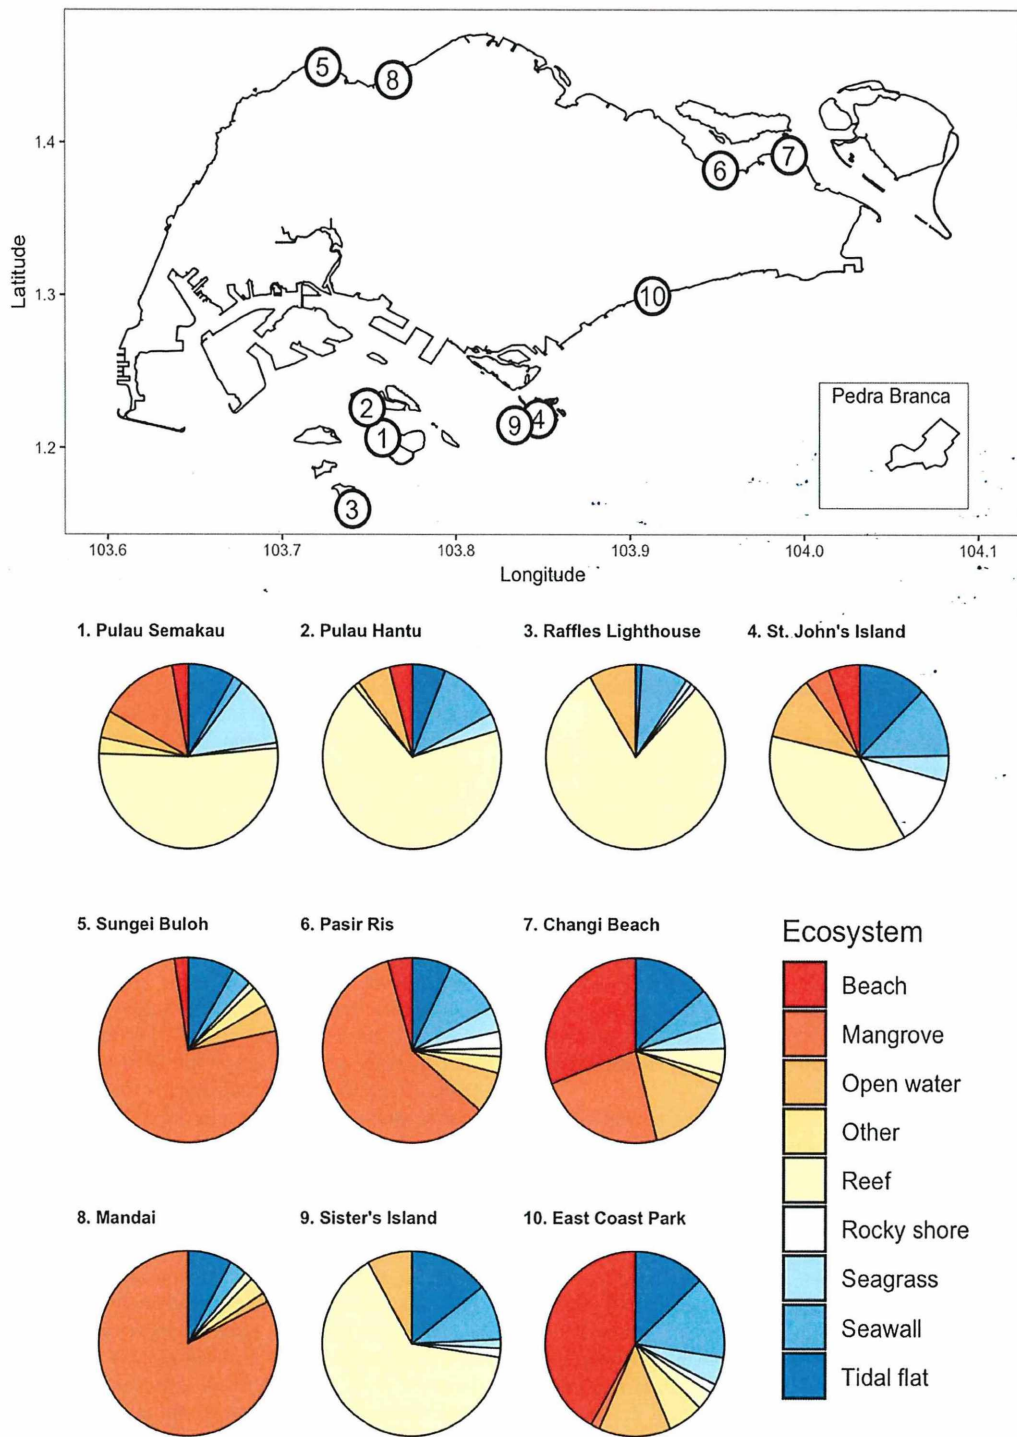 5
8
1.4
6
7
Latitude
1.3
10
Pedra Branca
2
1
9
4
1.2
3
103.6
103.7
103.8
103.9
104.0
104.1
Longitude
1. Pulau Semakau
2. Pulau Hantu
3. Raffles Lighthouse
4. St. John's Island
5. Sungei Buloh
6. Pasir Ris
7. Changi Beach
Ecosystem
Beach
Mangrove
Open water
Other
Reef
Rocky shore
Seagrass
Seawall
Tidal flat
8. Mandai
9. Sister's Island
10. East Coast Park